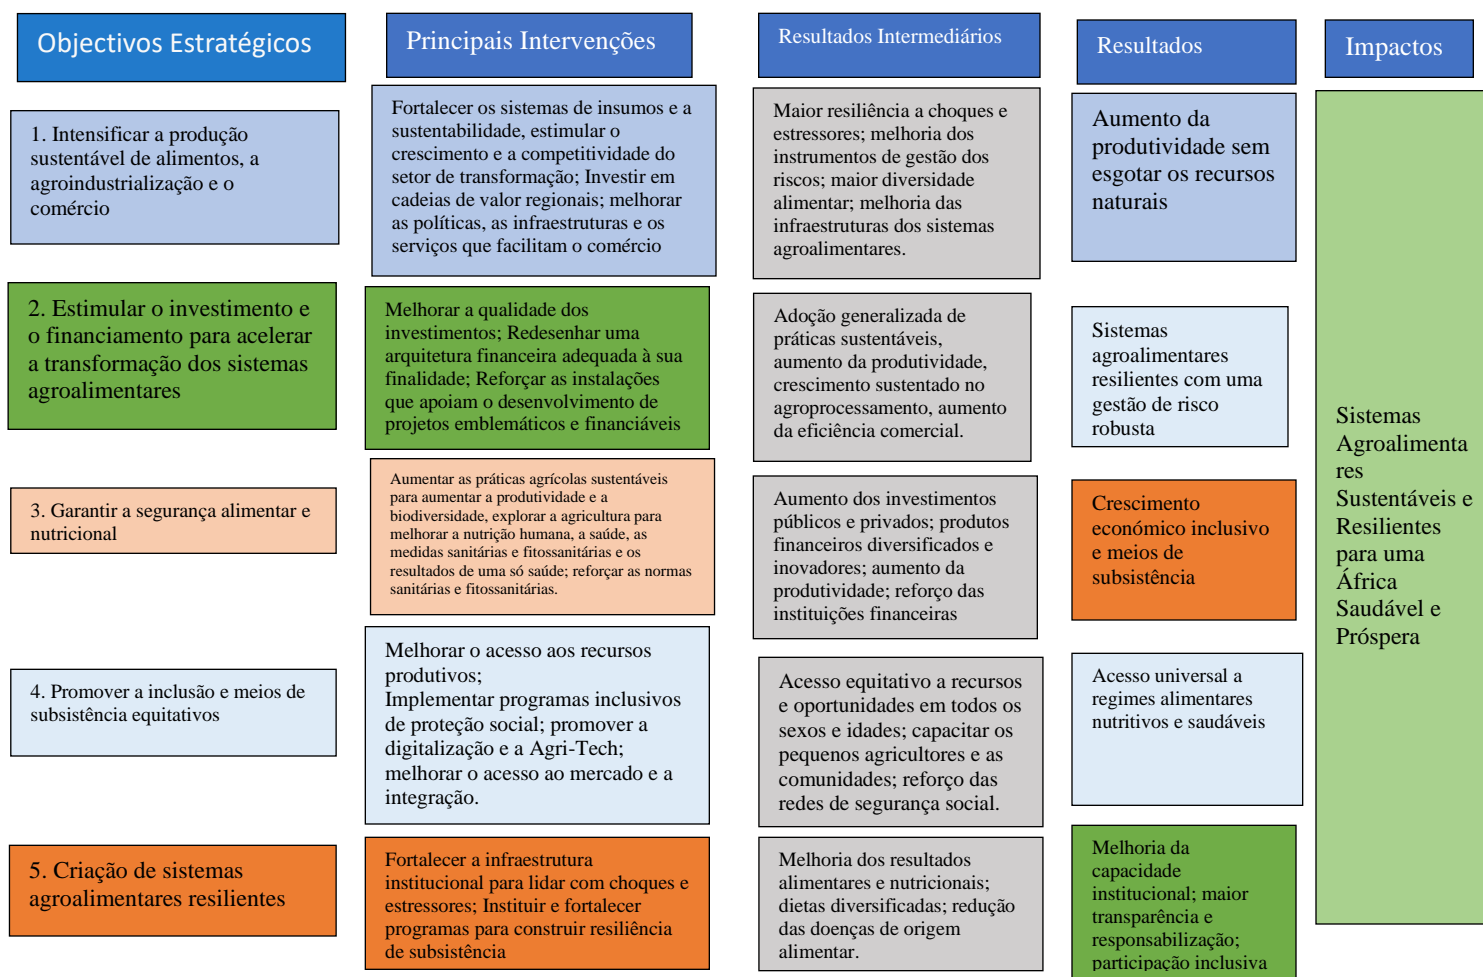 Objectivos Estratégicos
Principais Intervenções
Resultados Intermediários
Resultados
Impactos
1. Intensificar a produção
sustentável de alimentos, a
agroindustrialização e o
comércio
Fortalecer os sistemas de insumos e a
sustentabilidade, estimular o
crescimento e a competitividade do
setor de transformação; Investir em
cadeias de valor regionais; melhorar
as políticas, as infraestruturas e os
serviços que facilitam o comércio
Maior resiliência a choques e
estressores; melhoria dos
instrumentos de gestão dos
riscos; maior diversidade
alimentar; melhoria das
infraestruturas dos sistemas
agroalimentares.
Aumento da
produtividade sem
esgotar os recursos
naturais
2. Estimular o investimento e
o financiamento para acelerar
a transformação dos sistemas
agroalimentares
Melhorar a qualidade dos
investimentos; Redesenhar uma
arquitetura financeira adequada à sua
finalidade; Reforçar as instalações
que apoiam o desenvolvimento de
projetos emblemáticos e financiáveis
Adoção generalizada de
práticas sustentáveis,
aumento da produtividade,
crescimento sustentado no
agroprocessamento, aumento
da eficiência comercial.
Sistemas
agroalimentares
resilientes com uma
gestão de risco
robusta
3. Garantir a segurança alimentar e
nutricional
Aumentar as práticas agrícolas sustentáveis
para aumentar a produtividade e a
biodiversidade, explorar a agricultura para
melhorar a nutrição humana, a saúde, as
medidas sanitárias e fitossanitárias e os
resultados de uma só saúde; reforçar as normas
sanitárias e fitossanitárias.
Aumento dos investimentos
públicos e privados; produtos
financeiros diversificados e
inovadores; aumento da
produtividade; reforço das
instituições financeiras
Crescimento
económico inclusivo
e meios de
subsistência
4. Promover a inclusão e meios de
subsistência equitativos
Melhorar o acesso aos recursos
produtivos;
Implementar programas inclusivos
de proteção social; promover a
digitalização e a Agri-Tech;
melhorar o acesso ao mercado e a
integração.
Acesso equitativo a recursos
e oportunidades em todos os
sexos e idades; capacitar os
pequenos agricultores e as
comunidades; reforço das
redes de segurança social.
Acesso universal a
regimes alimentares
nutritivos e saudáveis
5. Criação de sistemas
agroalimentares resilientes
Fortalecer a infraestrutura
institucional para lidar com choques e
estressores; Instituir e fortalecer
programas para construir resiliência
de subsistência
Melhoria dos resultados
alimentares e nutricionais;
dietas diversificadas; redução
das doenças de origem
alimentar.
Melhoria da
capacidade
institucional; maior
transparência e
responsabilização;
participação inclusiva
Sistemas
Agroalimenta
res
Sustentáveis e
Resilientes
para uma
África
Saudável e
Próspera